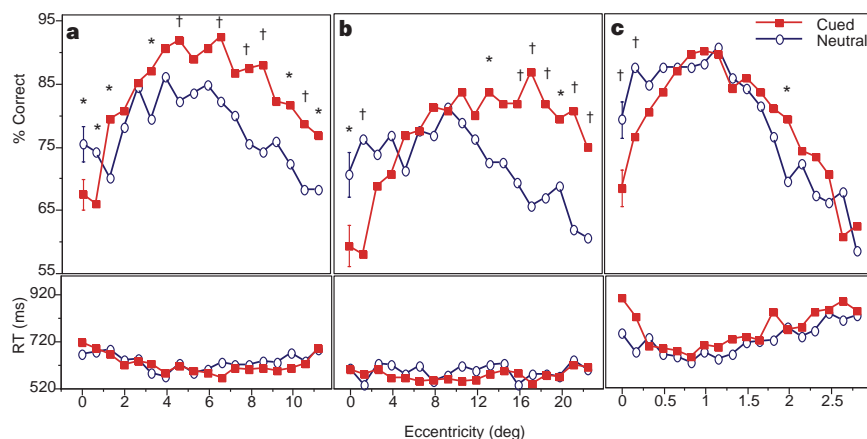 a
b
c
Cued
Neutral
% Correct
95
85
75
65
55
* * * * † † † † * † *
* † * † † † * † †
† † *
RT (ms)
920
720
520
0 2 4 6 8 10
0 4 8 12 16 20
0 0.5 1 1.5 2 2.5
Eccentricity (deg)